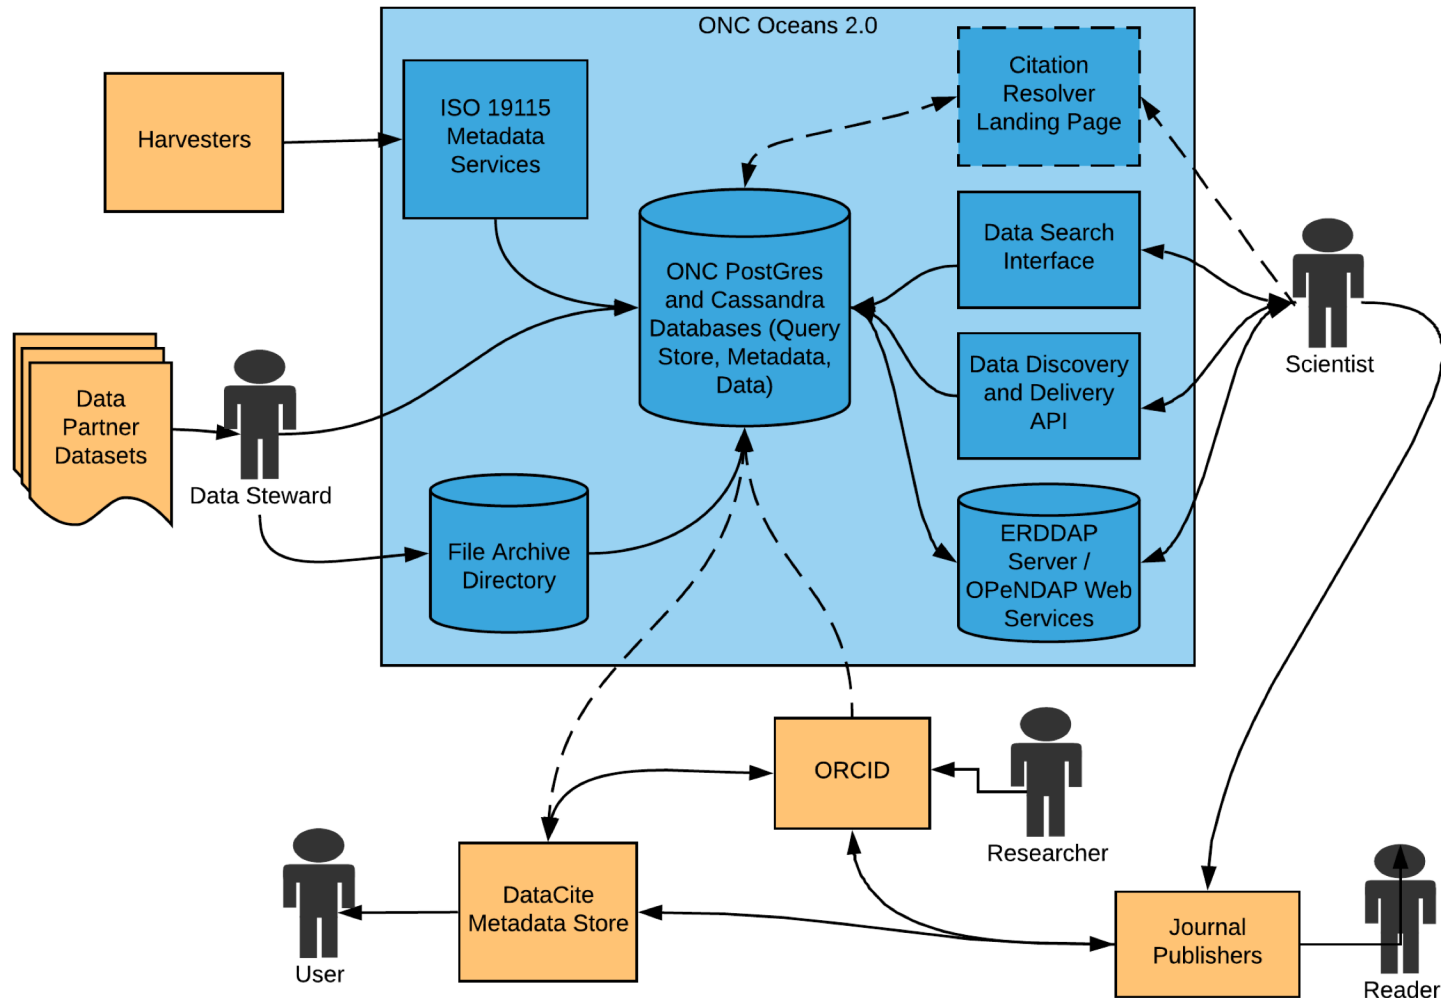 ONC Oceans 2.0
Harvesters
ISO 19115
Metadata
Services
Citation
Resolver
Landing Page
Data Search
Interface
ONC PostGres
and Cassandra
Databases (Query
Store, Metadata,
Data)
Scientist
Data Discovery
and Delivery
API
Data
Partner
Datasets
Data Steward
File Archive
Directory
ERDDAP
Server /
OPeNDAP Web
Services
ORCID
Researcher
DataCite
Metadata Store
User
Journal
Publishers
Reader